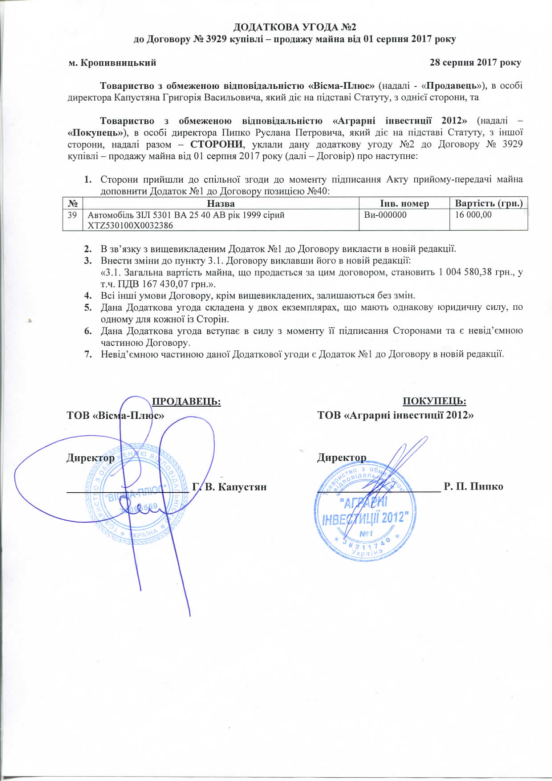 ДОДАТКОВА УГОДА №2
до Договору № 3929 купівлі – продажу майна від 01 серпня 2017 року
м. Кропивницький 28 серпня 2017 року
Товариство з обмеженою відповідальністю «Вісма-Плюс» (надалі - «Продавець»), в особі
директора Капустяна Григорія Васильовича, який діє на підставі Статуту, з однієї сторони, та
Товариство з обмеженою відповідальністю «Аграрні інвестиції 2012» (надалі –
«Покупець»), в особі директора Пипко Руслана Петровича, який діє на підставі Статуту, з іншої
сторони, надалі разом – СТОРОНИ, уклали дану додаткову угоду №2 до Договору № 3929
купівлі – продажу майна від 01 серпня 2017 року (далі – Договір) про наступне:
1. Сторони прийшли до спільної згоди до моменту підписання Акту прийому-передачі майна
доповнити Додаток №1 до Договору позицією №40:
№ Назва Інв. номер Вартість (грн.)
39 Автомобіль ЗІЛ 5301 ВА 25 40 АВ рік 1999 сірий Ви-000000 16 000,00
XTZ530100X0032386
2. В зв’язку з вищевикладеним Додаток №1 до Договору викласти в новій редакції.
3. Внести зміни до пункту 3.1. Договору виклавши його в новій редакції:
«3.1. Загальна вартість майна, що продається за цим договором, становить 1 004 580,38 грн., у
т.ч. ПДВ 167 430,07 грн.».
4. Всі інші умови Договору, крім вищевикладених, залишаються без змін.
5. Дана Додаткова угода складена у двох екземплярах, що мають однакову юридичну силу, по
одному для кожної із Сторін.
6. Дана Додаткова угода вступає в силу з моменту її підписання Сторонами та є невід’ємною
частиною Договору.
7. Невід’ємною частиною даної Додаткової угоди є Додаток №1 до Договору в новій редакції.
ПРОДАВЕЦЬ: ПОКУПЕЦЬ:
ТОВ «Вісма-Плюс» ТОВ «Аграрні інвестиції 2012»
Директор Директор
Г. В. Капустян Р. П. Пипко
"АГРАРНІ
ІНВЕСТИЦІЇ 2012"
№1
38211740
Україна